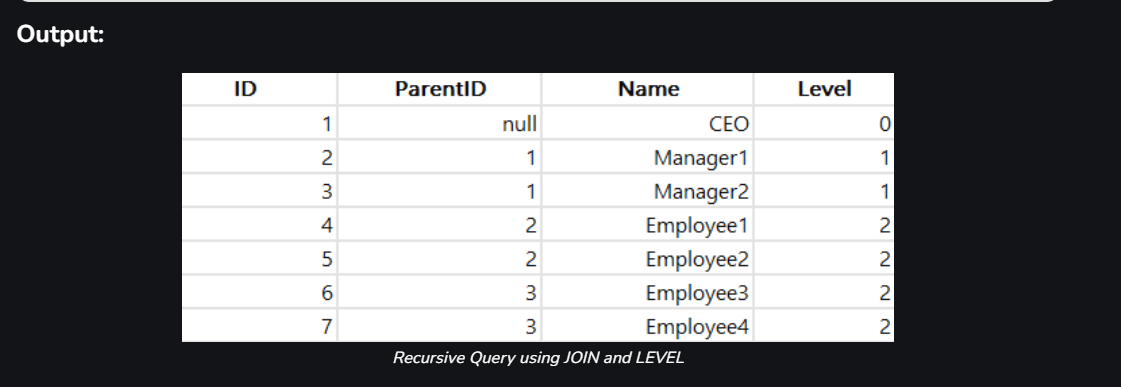 Output:
ID ParentID Name Level
1 null CEO 0
2 1 Manager1 1
3 1 Manager2 1
4 2 Employee1 2
5 2 Employee2 2
6 3 Employee3 2
7 3 Employee4 2
Recursive Query using JOIN and LEVEL